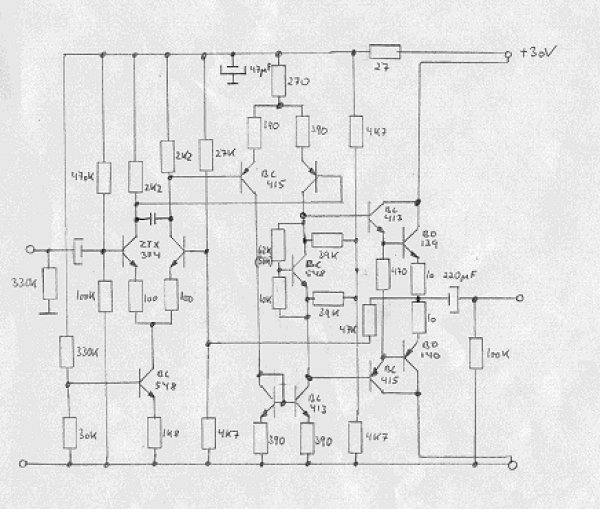 +30V
47µF
27
270
390
390
4K7
2K2
27K
470K
2K2
BC
415
BC
413
BD
139
ZTX
384
62K
(56K)
39K
BC
548
470
10
220µF
330K
100K
100
100
10K
39K
47K
10
330K
BC
548
BC
413
BC
415
BD
140
100K
30K
1K8
4K7
390
390
4K7